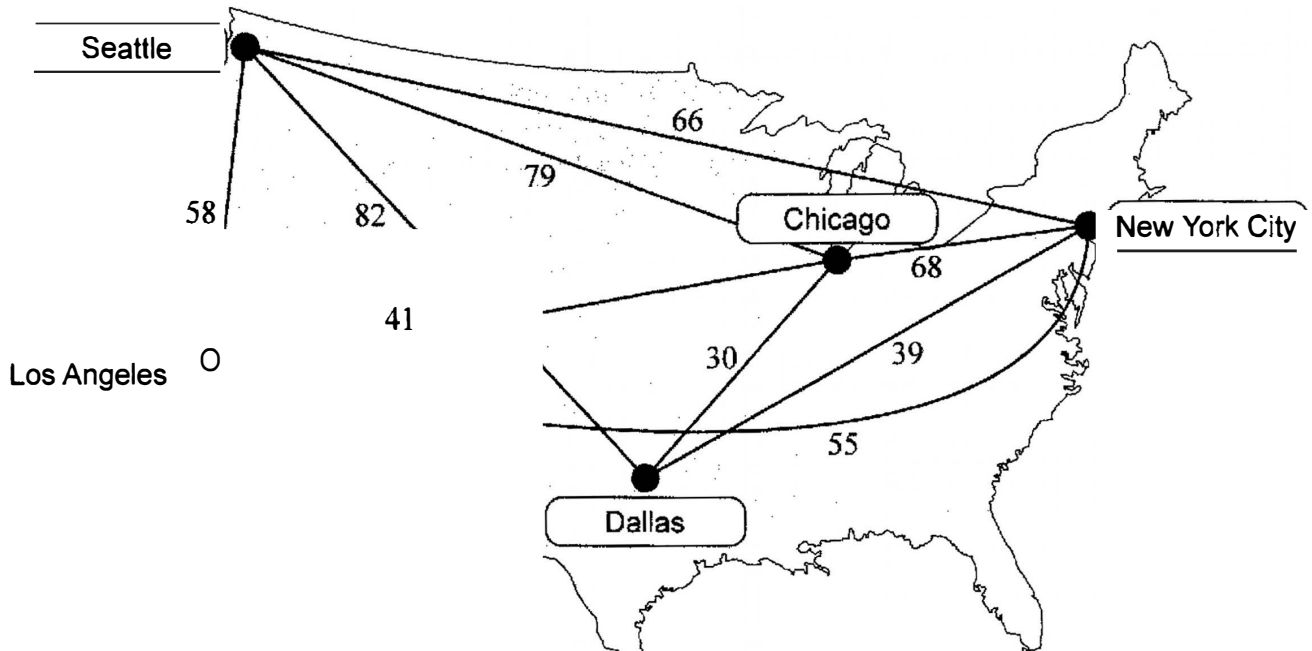 Seattle
66
79
58
82
Chicago
New York City
68
41
30
39
Los Angeles O
55
Dallas